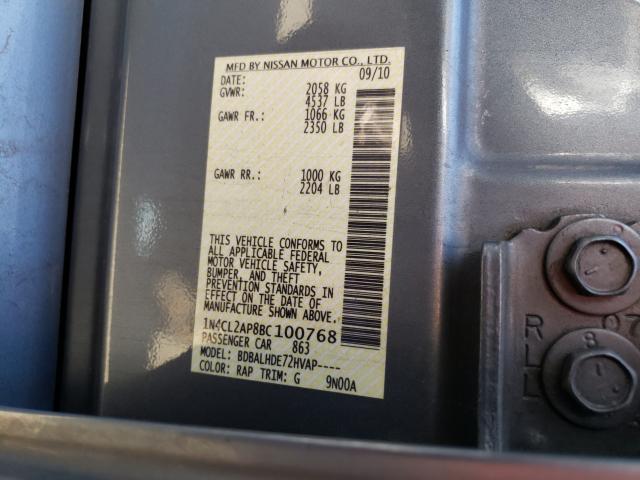 MFD BY NISSAN MOTOR CO., LTD.
DATE: 09/10
GVWR: 2058 KG
4537 LB
GAWR FR.: 1066 KG
2350 LB
GAWR RR.: 1000 KG
2204 LB
THIS VEHICLE CONFORMS TO
ALL APPLICABLE FEDERAL
MOTOR VEHICLE SAFETY,
BUMPER, AND THEFT
PREVENTION STANDARDS IN
EFFECT ON THE DATE OF
MANUFACTURE SHOWN ABOVE.
1N4CL2AP8BC100768
PASSENGER CAR 863
MODEL: BDBALHDE72HVAP----
COLOR: RAP TRIM: G 9N00A
RLL
07
8